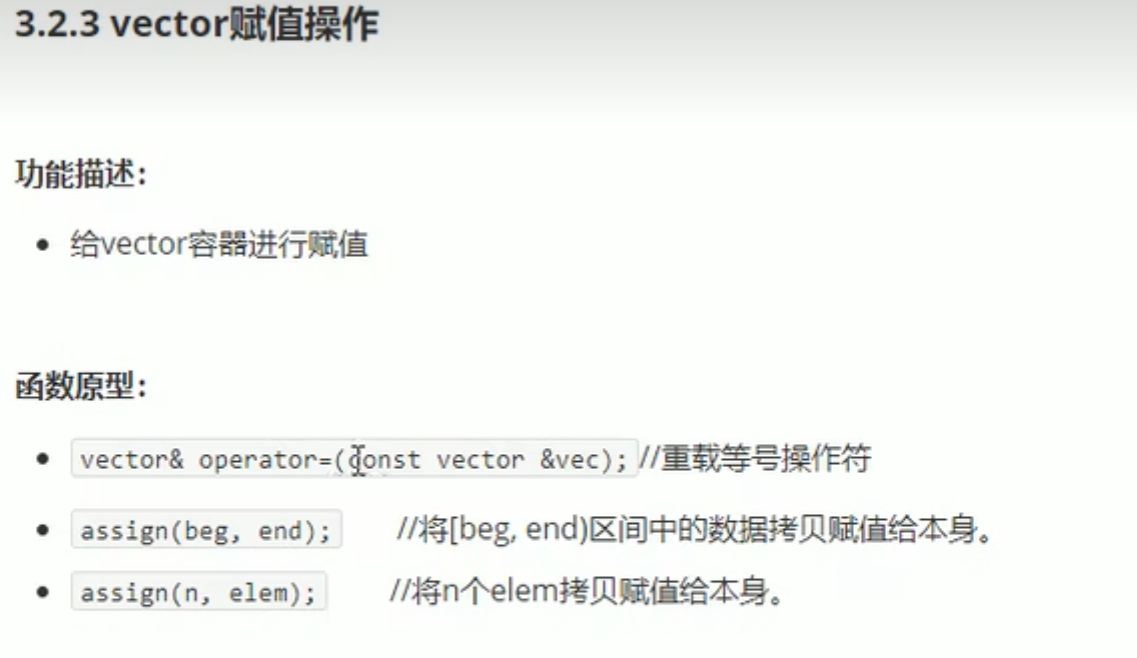 3.2.3 vector赋值操作
功能描述：
给vector容器进行赋值
函数原型：
vector& operator=(const vector &vec); //重载等号操作符
assign(beg, end); //将[beg, end)区间中的数据拷贝赋值给本身。
assign(n, elem); //将n个elem拷贝赋值给本身。